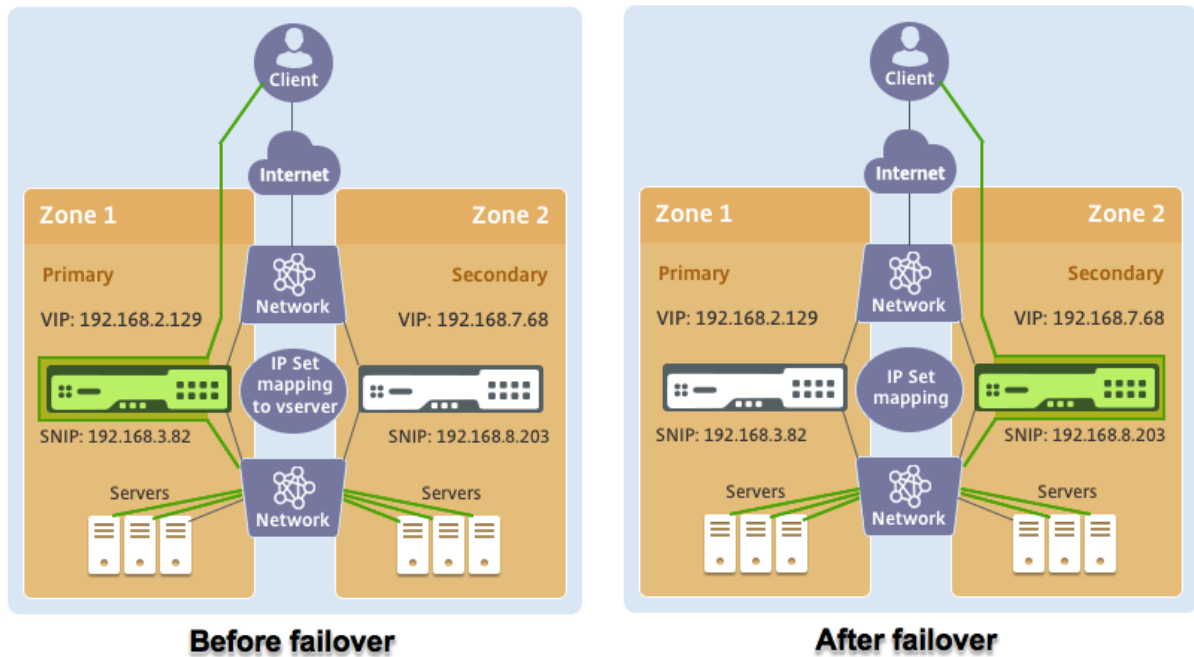 Client
Internet
Zone 1
Zone 2
Primary
Secondary
Network
VIP: 192.168.2.129
VIP: 192.168.7.68
IP Set
mapping
to vserver
SNIP: 192.168.3.82
SNIP: 192.168.8.203
Servers
Servers
Network
Before failover
Client
Internet
Zone 1
Zone 2
Primary
Secondary
Network
VIP: 192.168.2.129
VIP: 192.168.7.68
IP Set
mapping
SNIP: 192.168.3.82
SNIP: 192.168.8.203
Servers
Servers
Network
After failover